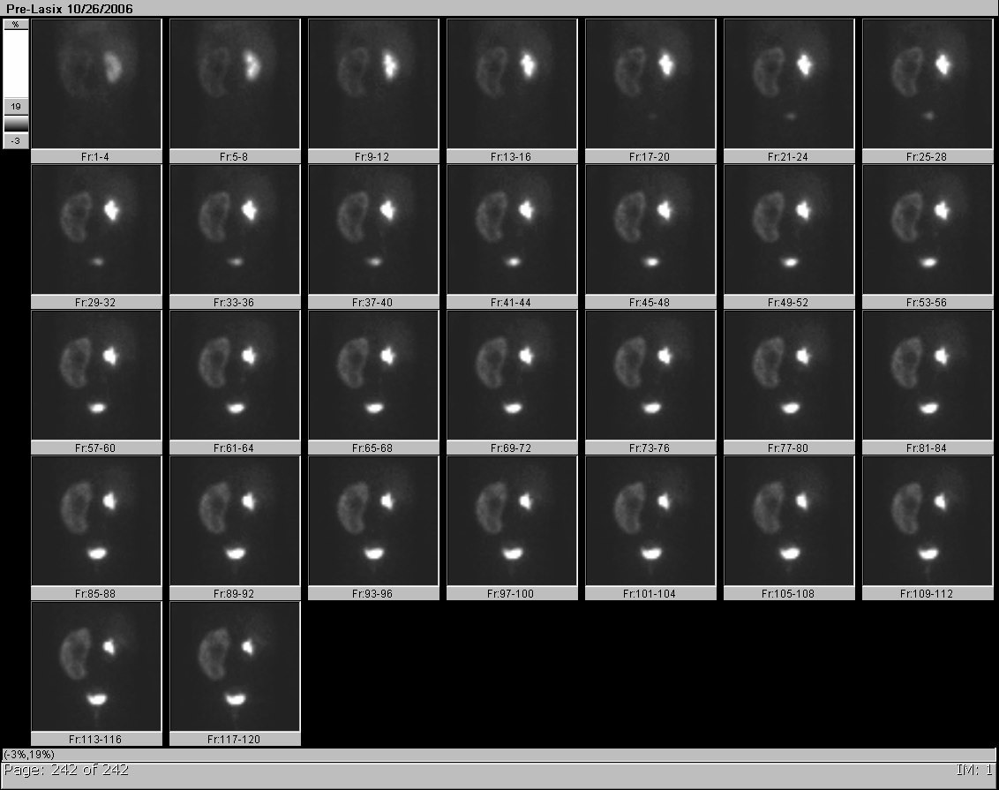 Pre-Lasix 10/26/2006
%
19
-3
Fr:1-4 Fr:5-8 Fr:9-12 Fr:13-16 Fr:17-20 Fr:21-24 Fr:25-28
Fr:29-32 Fr:33-36 Fr:37-40 Fr:41-44 Fr:45-48 Fr:49-52 Fr:53-56
Fr:57-60 Fr:61-64 Fr:65-68 Fr:69-72 Fr:73-76 Fr:77-80 Fr:81-84
Fr:85-88 Fr:89-92 Fr:93-96 Fr:97-100 Fr:101-104 Fr:105-108 Fr:109-112
Fr:113-116 Fr:117-120
(-3%,19%)
Page: 242 of 242 IM: 1